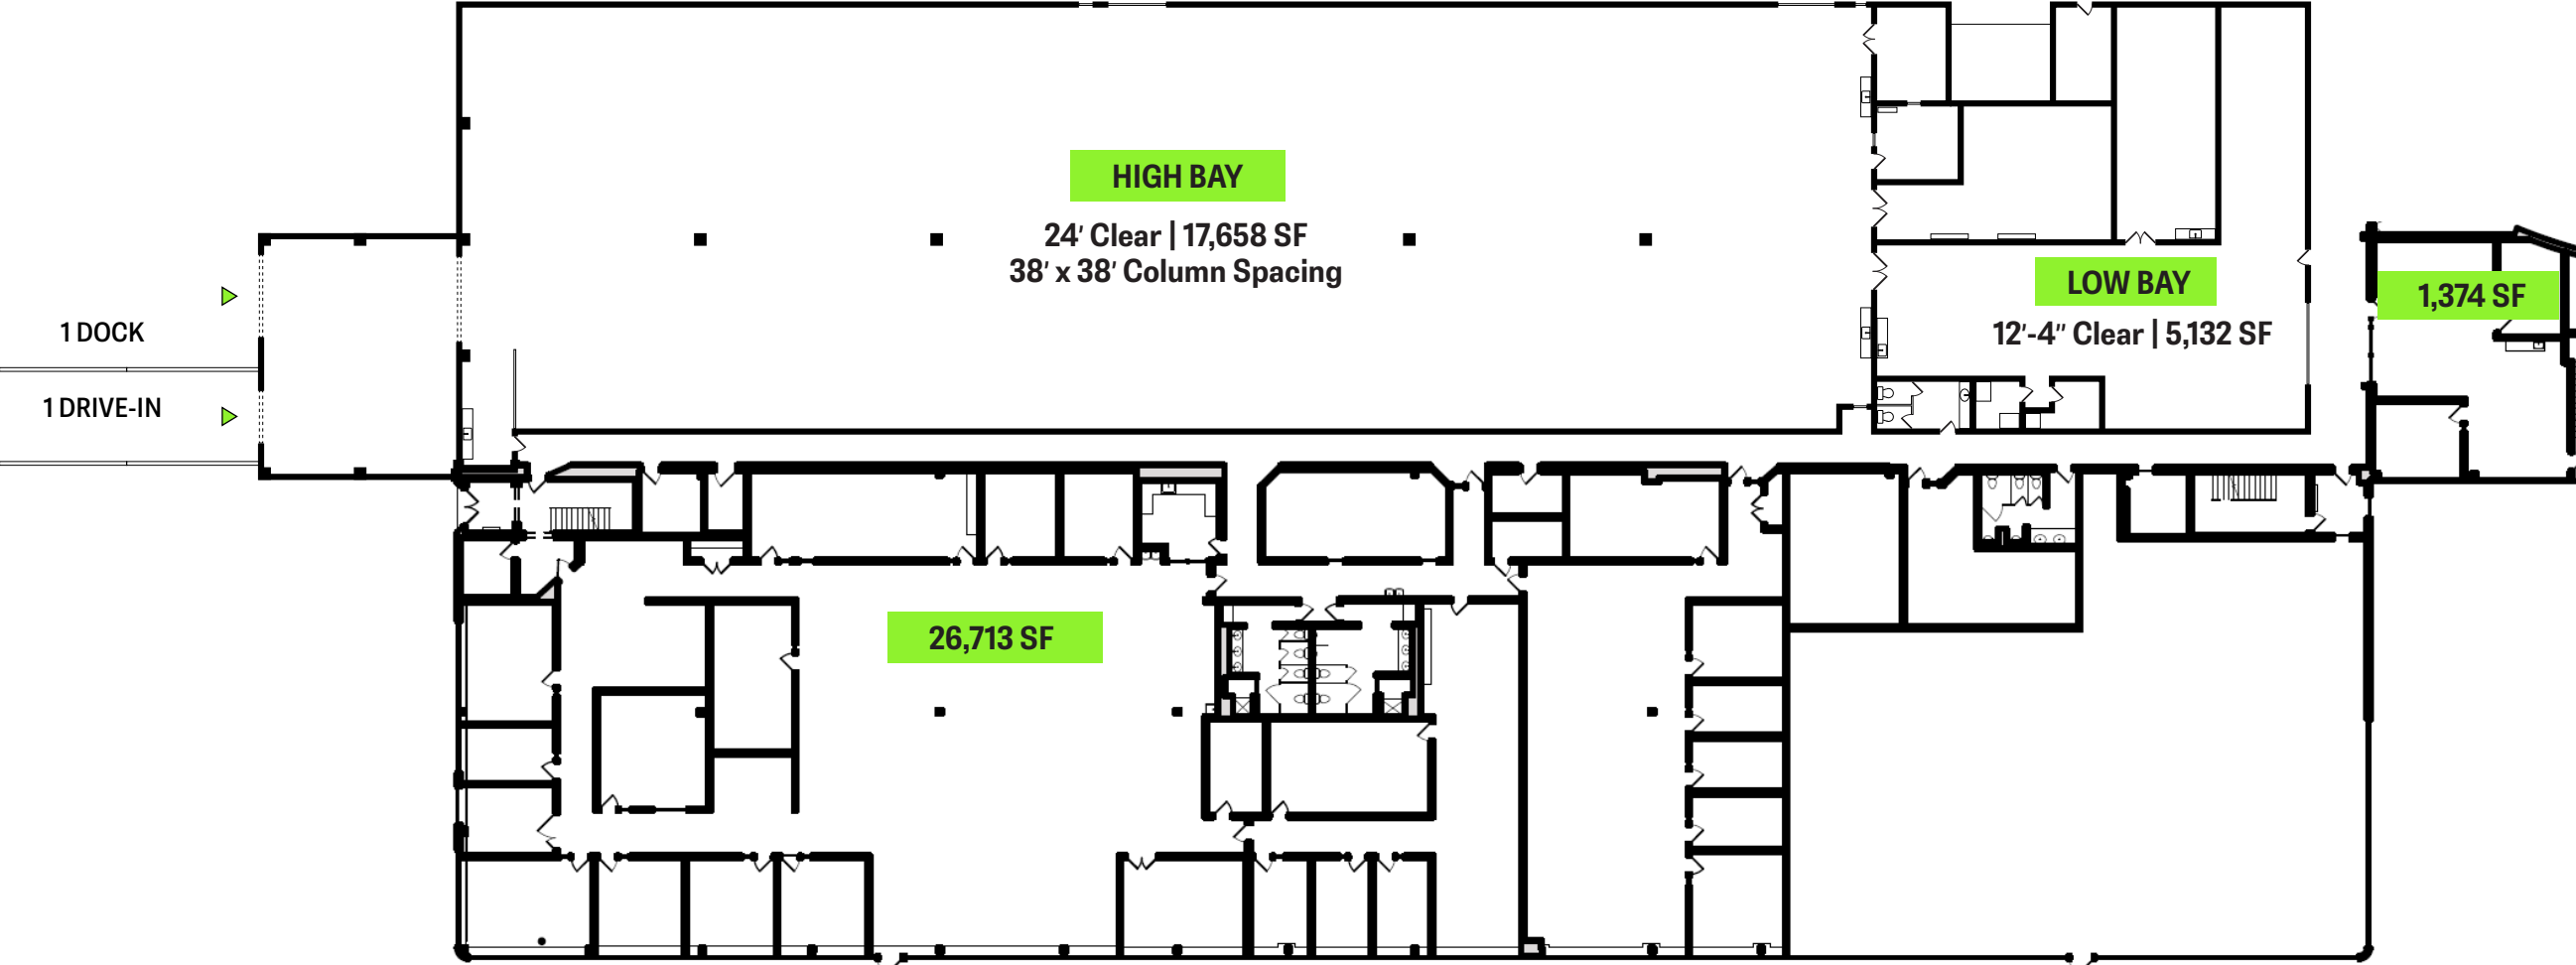 HIGH BAY
24' Clear | 17,658 SF
38' x 38' Column Spacing
LOW BAY
12'-4" Clear | 5,132 SF
1,374 SF
1 DOCK
1 DRIVE-IN
26,713 SF